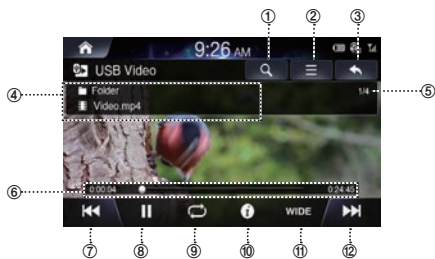 ① ② ③
9:26 AM
USB Video
④ Folder 1/4 ⑤
Video.mp4
⑥ 0:00:04 0:24:45
WIDE
⑦ ⑧ ⑨ ⑩ ⑪ ⑫